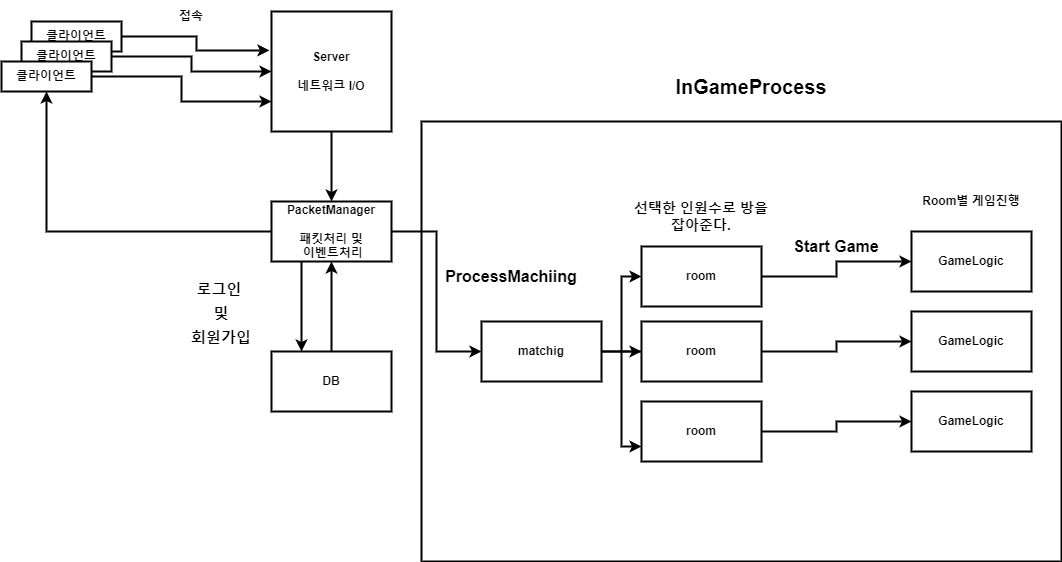 접속
클라이언트
클라이언트
클라이언트
Server
네트워크 I/O
InGameProcess
PacketManager
패킷처리 및
이벤트처리
로그인
및
회원가입
DB
ProcessMachiing
matchig
선택한 인원수로 방을
잡아준다.
room
room
room
Start Game
Room별 게임진행
GameLogic
GameLogic
GameLogic